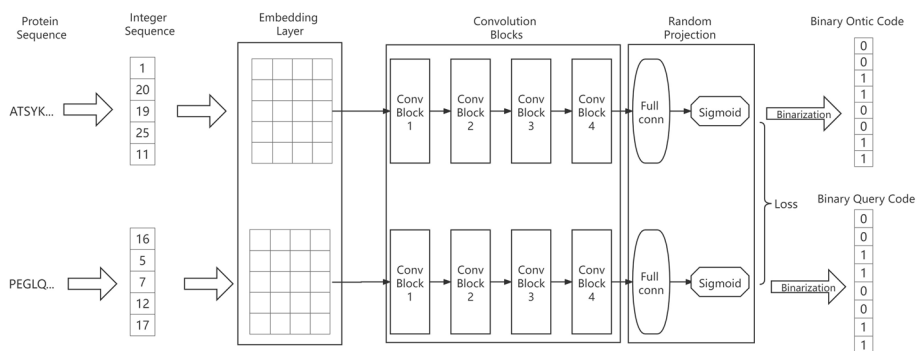 Protein
Sequence
Integer
Sequence
Embedding
Layer
Convolution
Blocks
Random
Projection
Binary Ontic Code
ATSYK...
1
20
19
25
11
Conv
Block
1
Conv
Block
2
Conv
Block
3
Conv
Block
4
Full
conn
Sigmoid
Binarization
0
0
1
1
0
0
1
1
Loss
Binary Query Code
PEGLQ...
16
5
7
12
17
Conv
Block
1
Conv
Block
2
Conv
Block
3
Conv
Block
4
Full
conn
Sigmoid
Binarization
0
0
1
1
0
0
1
1